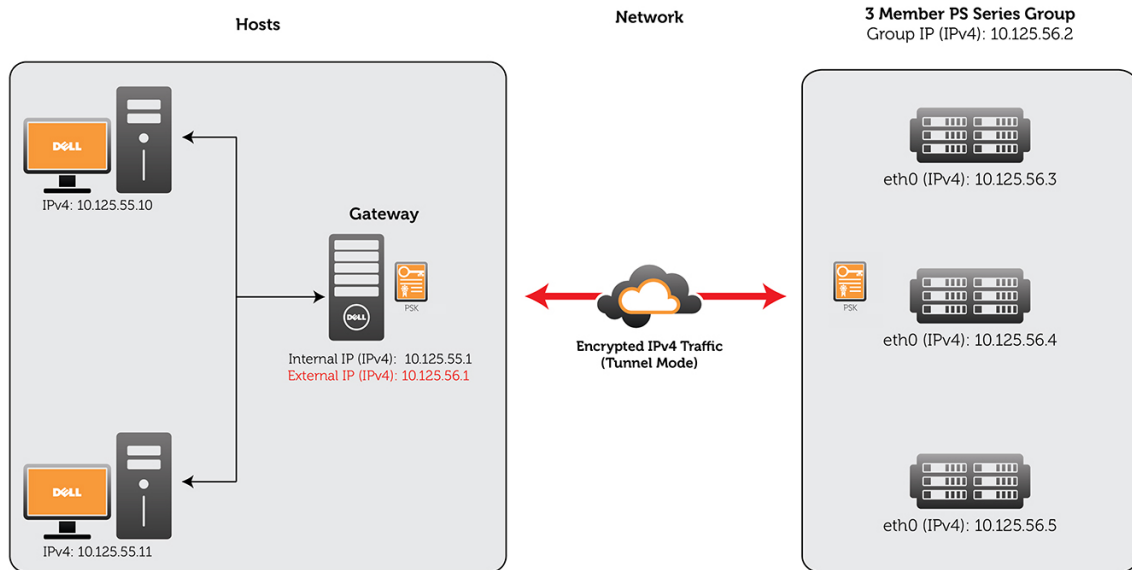 Hosts
Network
3 Member PS Series Group
Group IP (IPv4): 10.125.56.2
DELL
IPv4: 10.125.55.10
Gateway
DELL
PSK
Internal IP (IPv4): 10.125.55.1
External IP (IPv4): 10.125.56.1
DELL
IPv4: 10.125.55.11
Encrypted IPv4 Traffic
(Tunnel Mode)
eth0 (IPv4): 10.125.56.3
PSK
eth0 (IPv4): 10.125.56.4
eth0 (IPv4): 10.125.56.5